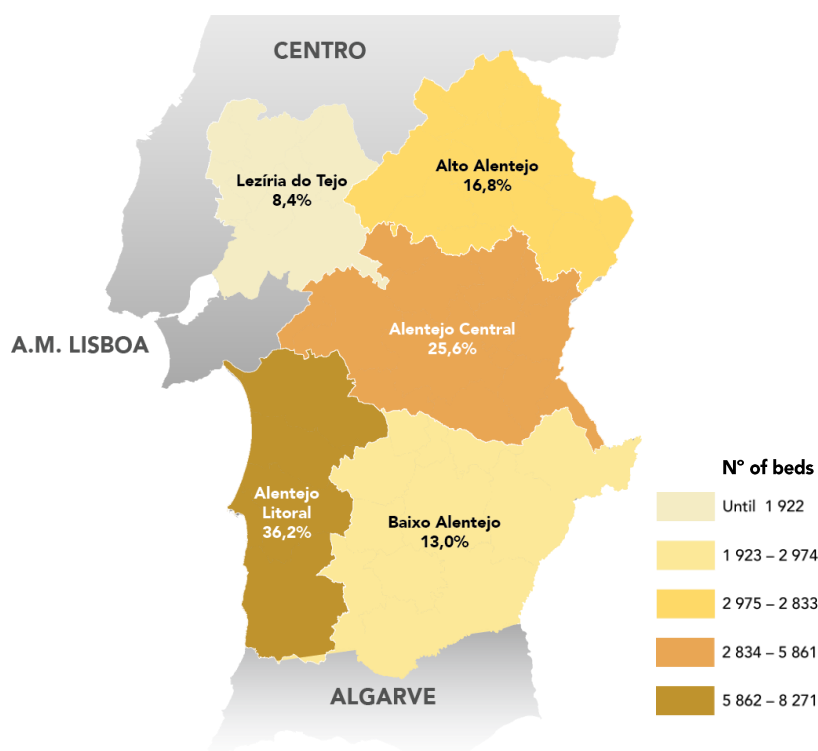 CENTRO
Alto Alentejo
16,8%
Lezíria do Tejo
8,4%
Alentejo Central
25,6%
A.M. LISBOA
Alentejo
Litoral
36,2%
Baixo Alentejo
13,0%
ALGARVE
Nº of beds
Until 1 922
1 923 – 2 974
2 975 – 2 833
2 834 – 5 861
5 862 – 8 271